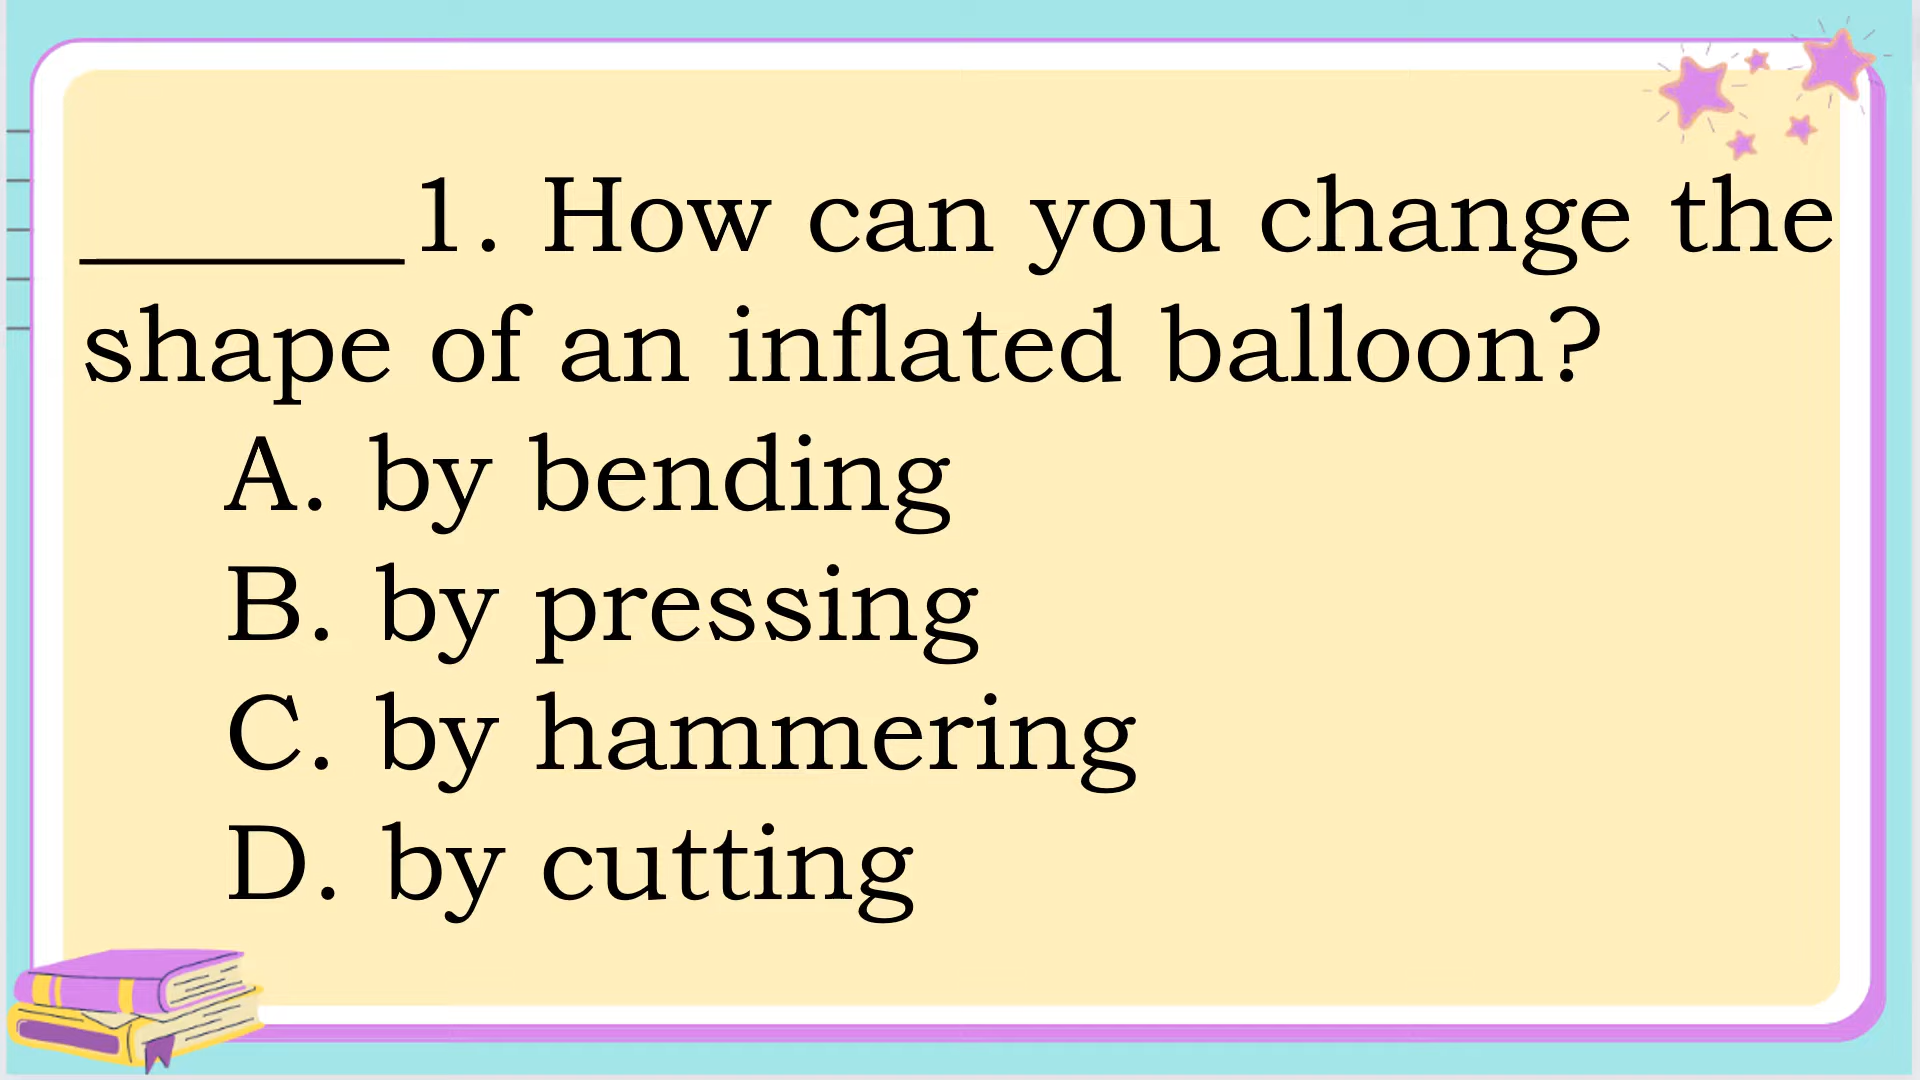 ______1. How can you change the
shape of an inflated balloon?
A. by bending
B. by pressing
C. by hammering
D. by cutting